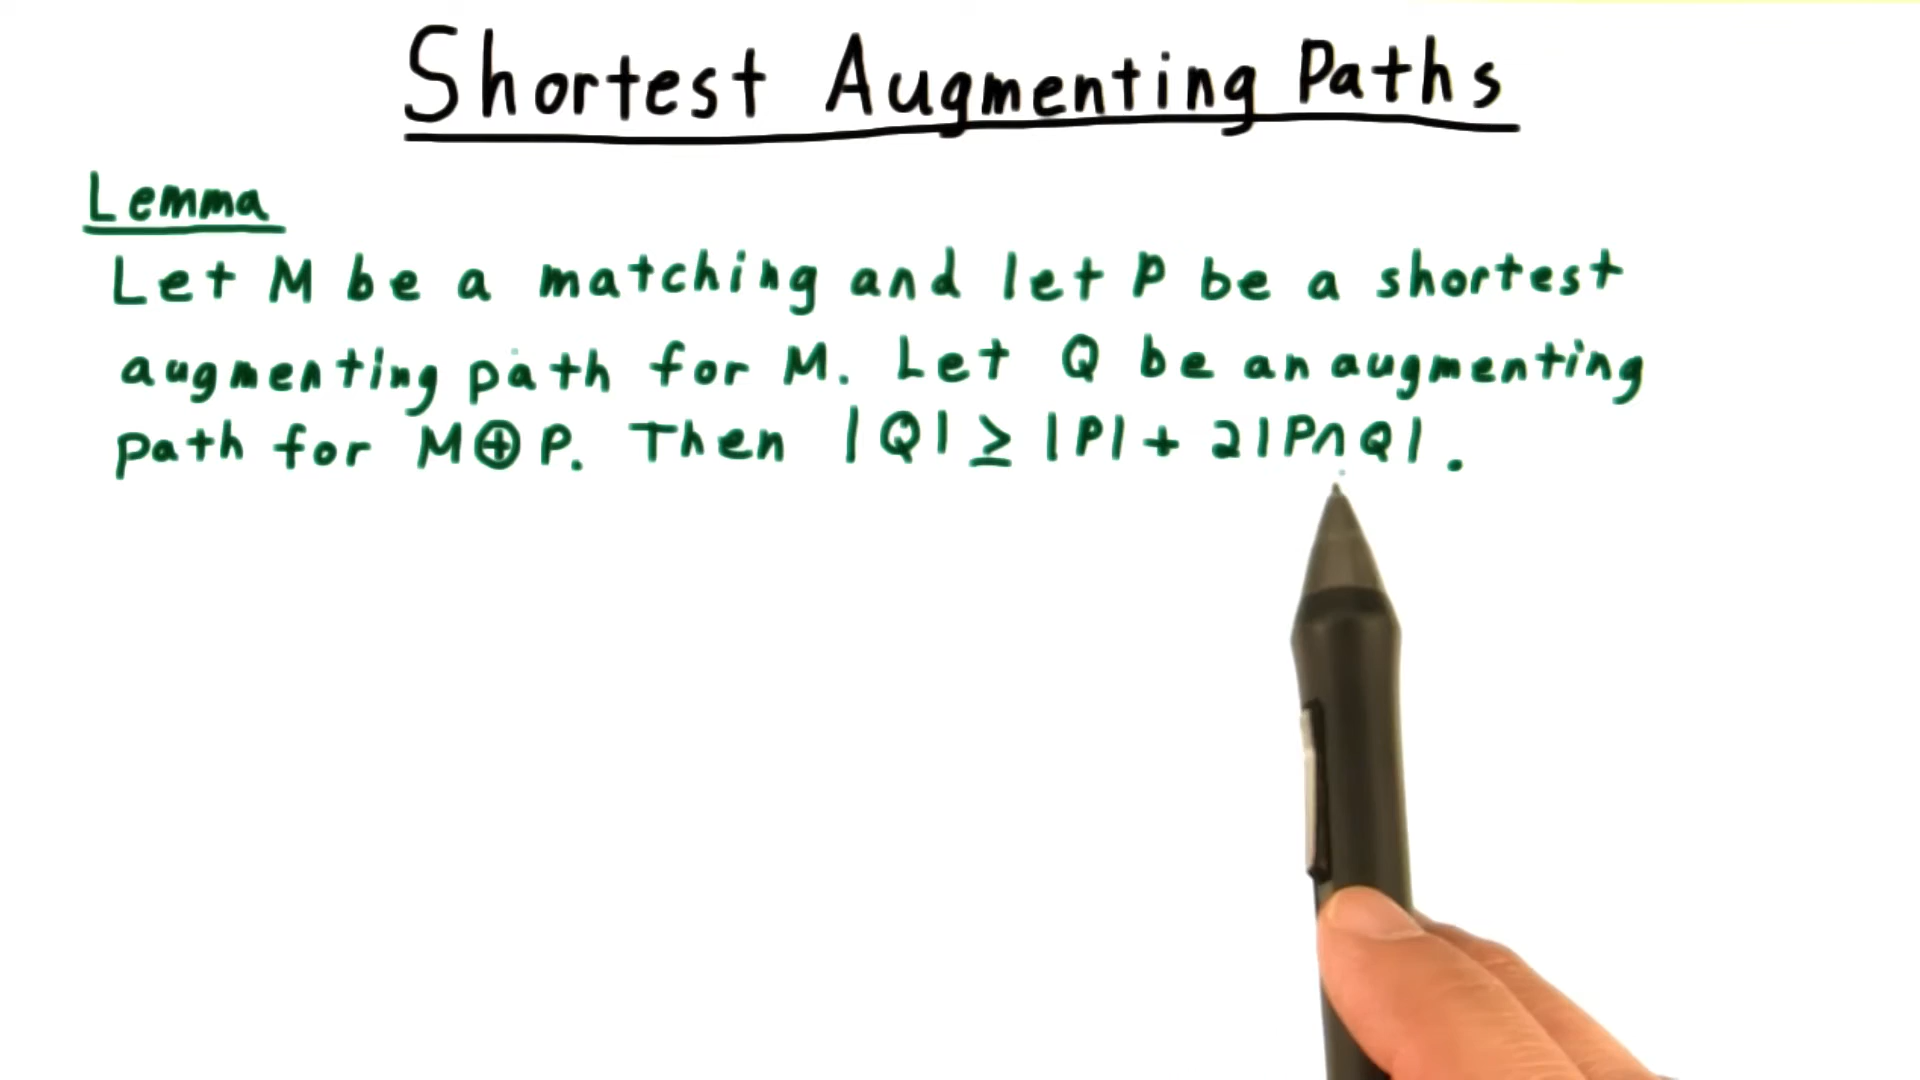 Shortest Augmenting Paths
Lemma
Let M be a matching and let P be a shortest
augmenting path for M. Let Q be an augmenting
path for M⊕P. Then |Q| ≥ |P| + 2|P∩Q|.